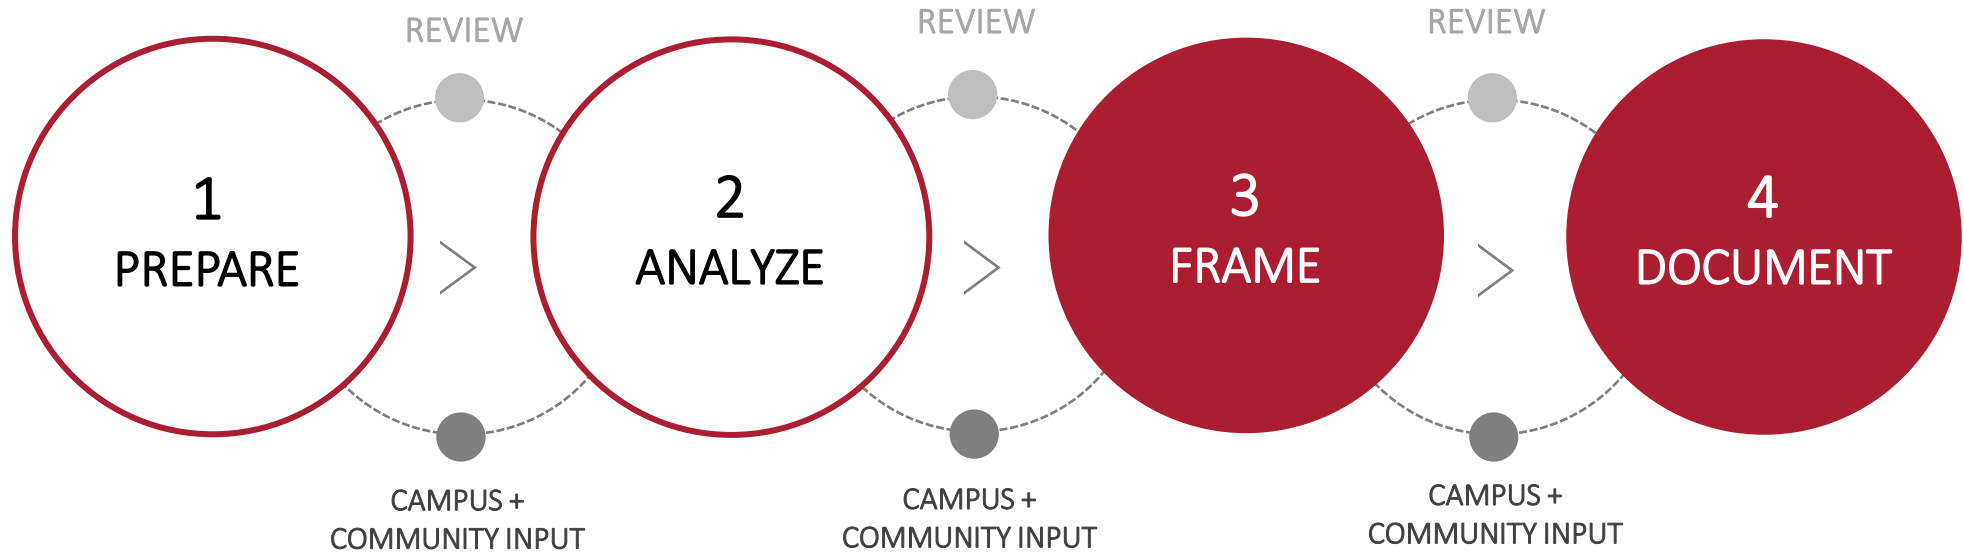 REVIEW
REVIEW
REVIEW
1
PREPARE
2
ANALYZE
3
FRAME
4
DOCUMENT
CAMPUS +
COMMUNITY INPUT
CAMPUS +
COMMUNITY INPUT
CAMPUS +
COMMUNITY INPUT